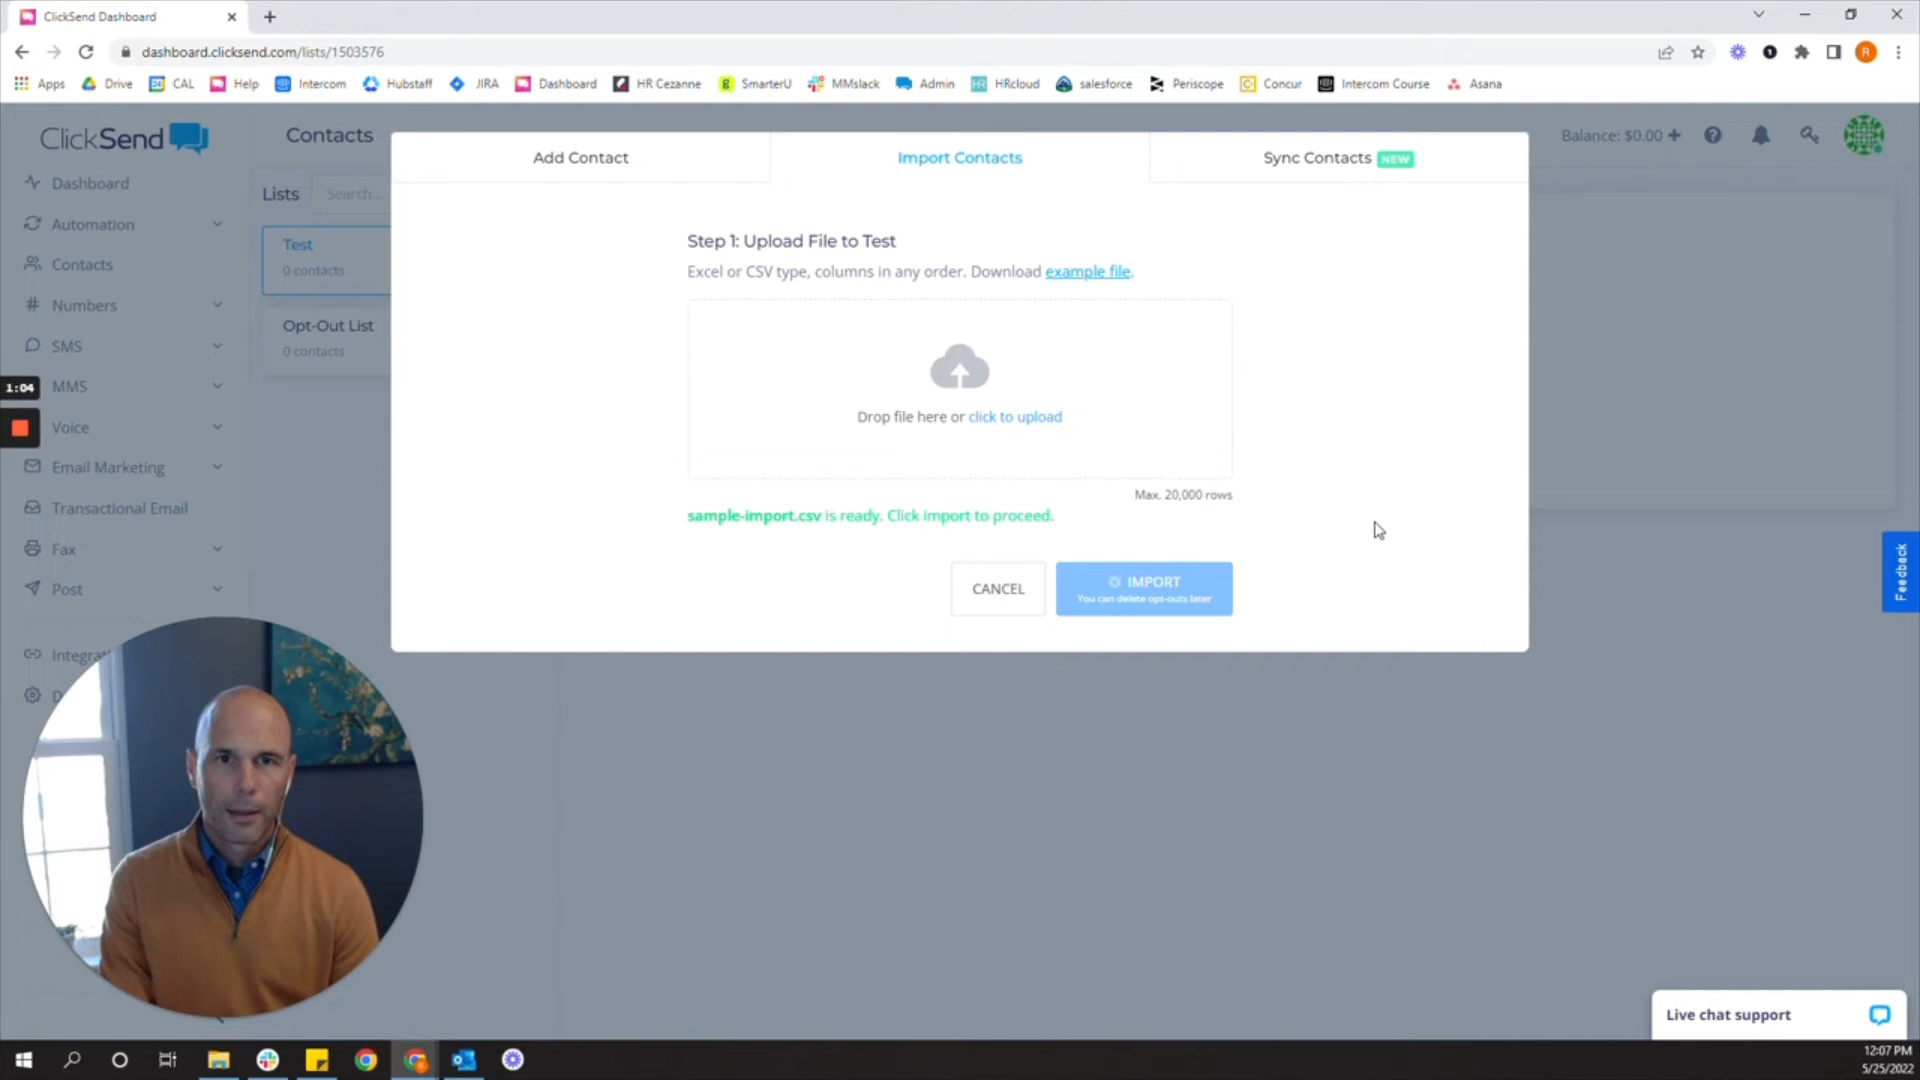 ClickSend Dashboard
dashboard.clicksend.com/lists/1503576
R
Apps
Drive
CAL
Help
Intercom
Hubstaff
JIRA
Dashboard
HR Cezanne
SmarterU
MMslack
Admin
HRcloud
salesforce
Periscope
Concur
Intercom Course
Asana
ClickSend
Contacts
Balance: $0.00
Dashboard
Automation
Contacts
Numbers
SMS
MMS
Voice
Email Marketing
Transactional Email
Fax
Post
1:04
Lists
Search...
Test
0 contacts
Opt-Out List
0 contacts
Add Contact
Import Contacts
Sync Contacts NEW
Step 1: Upload File to Test
Excel or CSV type, columns in any order. Download example file.
Drop file here or click to upload
Max. 20,000 rows
sample-import.csv is ready. Click import to proceed.
CANCEL
IMPORT
You can delete opt-outs later
Feedback
Live chat support
12:07 PM
5/25/2022